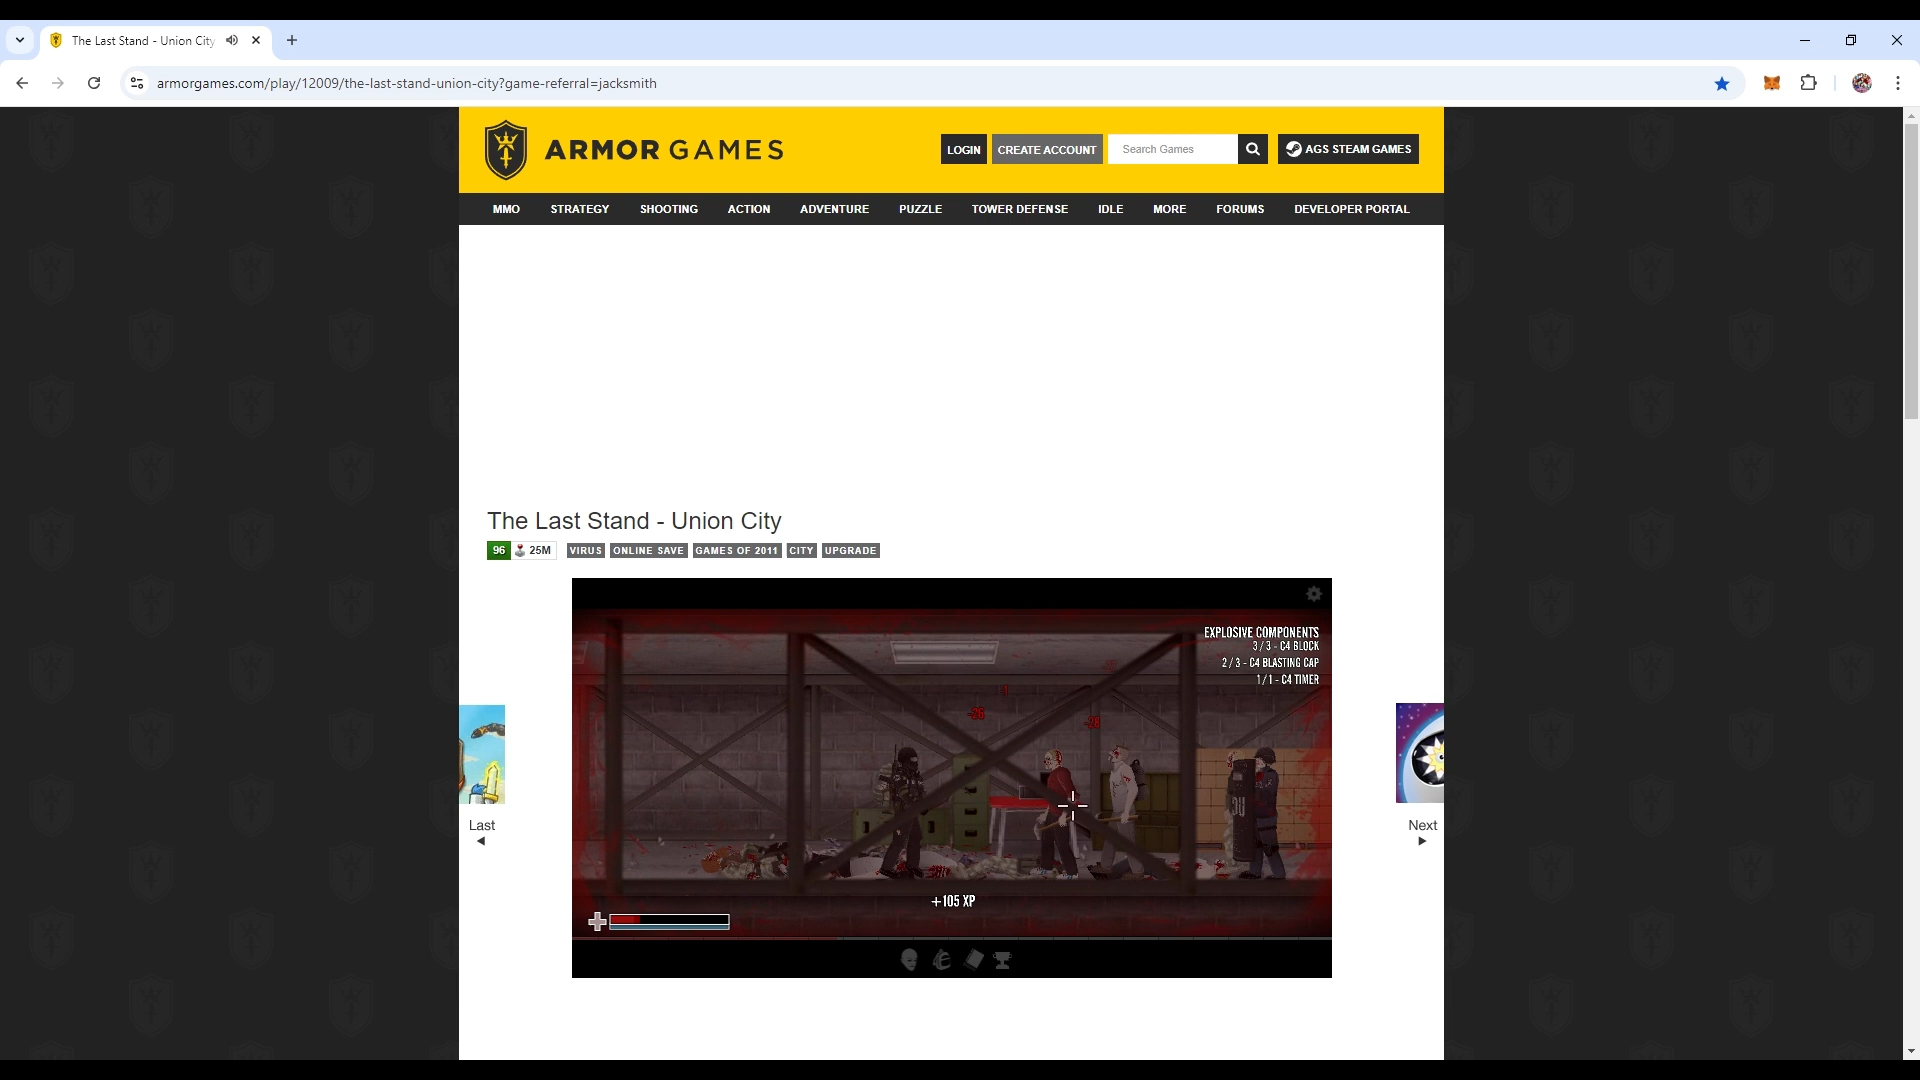 The Last Stand - Union City
armorgames.com/play/12009/the-last-stand-union-city?game-referral=jacksmith
ARMOR GAMES
LOGIN
CREATE ACCOUNT
Search Games
AGS STEAM GAMES
MMO STRATEGY SHOOTING ACTION ADVENTURE PUZZLE TOWER DEFENSE IDLE MORE FORUMS DEVELOPER PORTAL
The Last Stand - Union City
96 25M VIRUS ONLINE SAVE GAMES OF 2011 CITY UPGRADE
EXPLOSIVE COMPONENTS
3 / 3 - C4 BLOCK
2 / 3 - C4 BLASTING CAP
1 / 1 - C4 TIMER
-26
-28
Last
Next
+105 XP